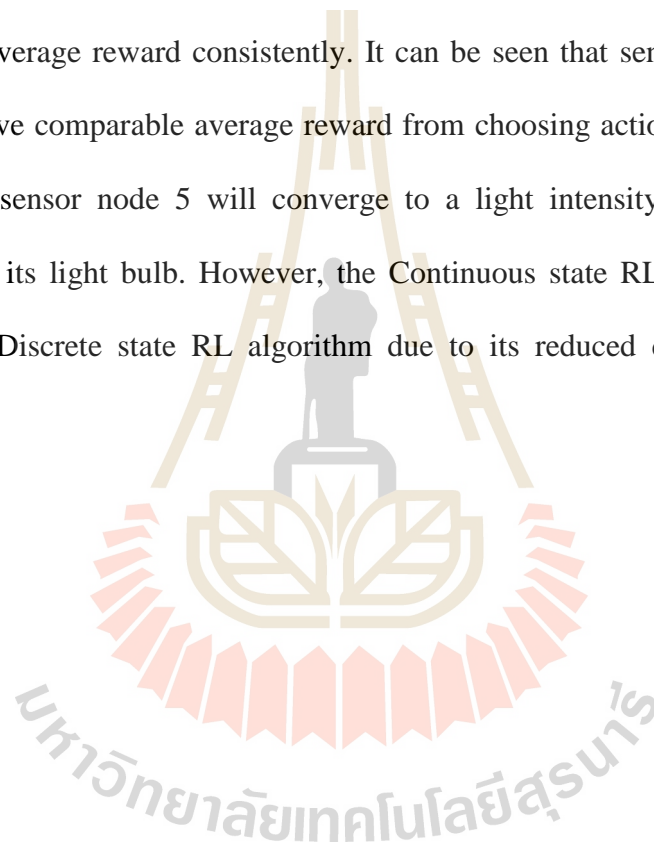 verage reward consistently. It can be seen that ser
ve comparable average reward from choosing actio
sensor node 5 will converge to a light intensity
its light bulb. However, the Continuous state RL
Discrete state RL algorithm due to its reduced
มหาวิทยาลัยเทคโนโลยีสุรนารี